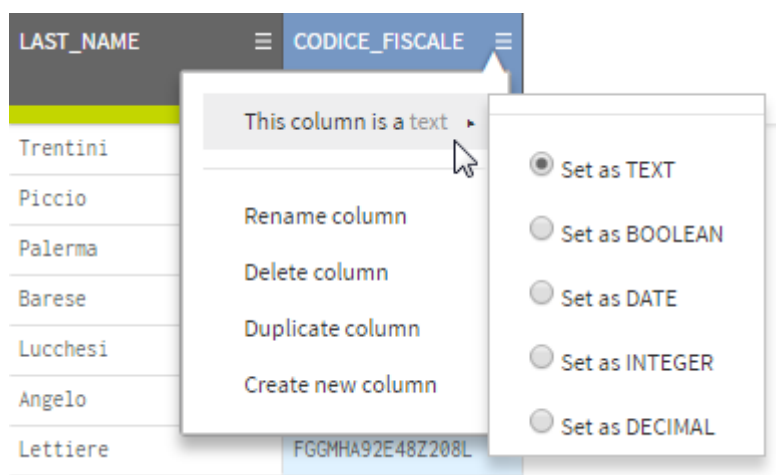 LAST_NAME
CODICE_FISCALE
This column is a text
Rename column
Delete column
Duplicate column
Create new column
Set as TEXT
Set as BOOLEAN
Set as DATE
Set as INTEGER
Set as DECIMAL
Trentini
Piccio
Palerma
Barese
Lucchesi
Angelo
Lettiere FGGMHA92E48Z208L